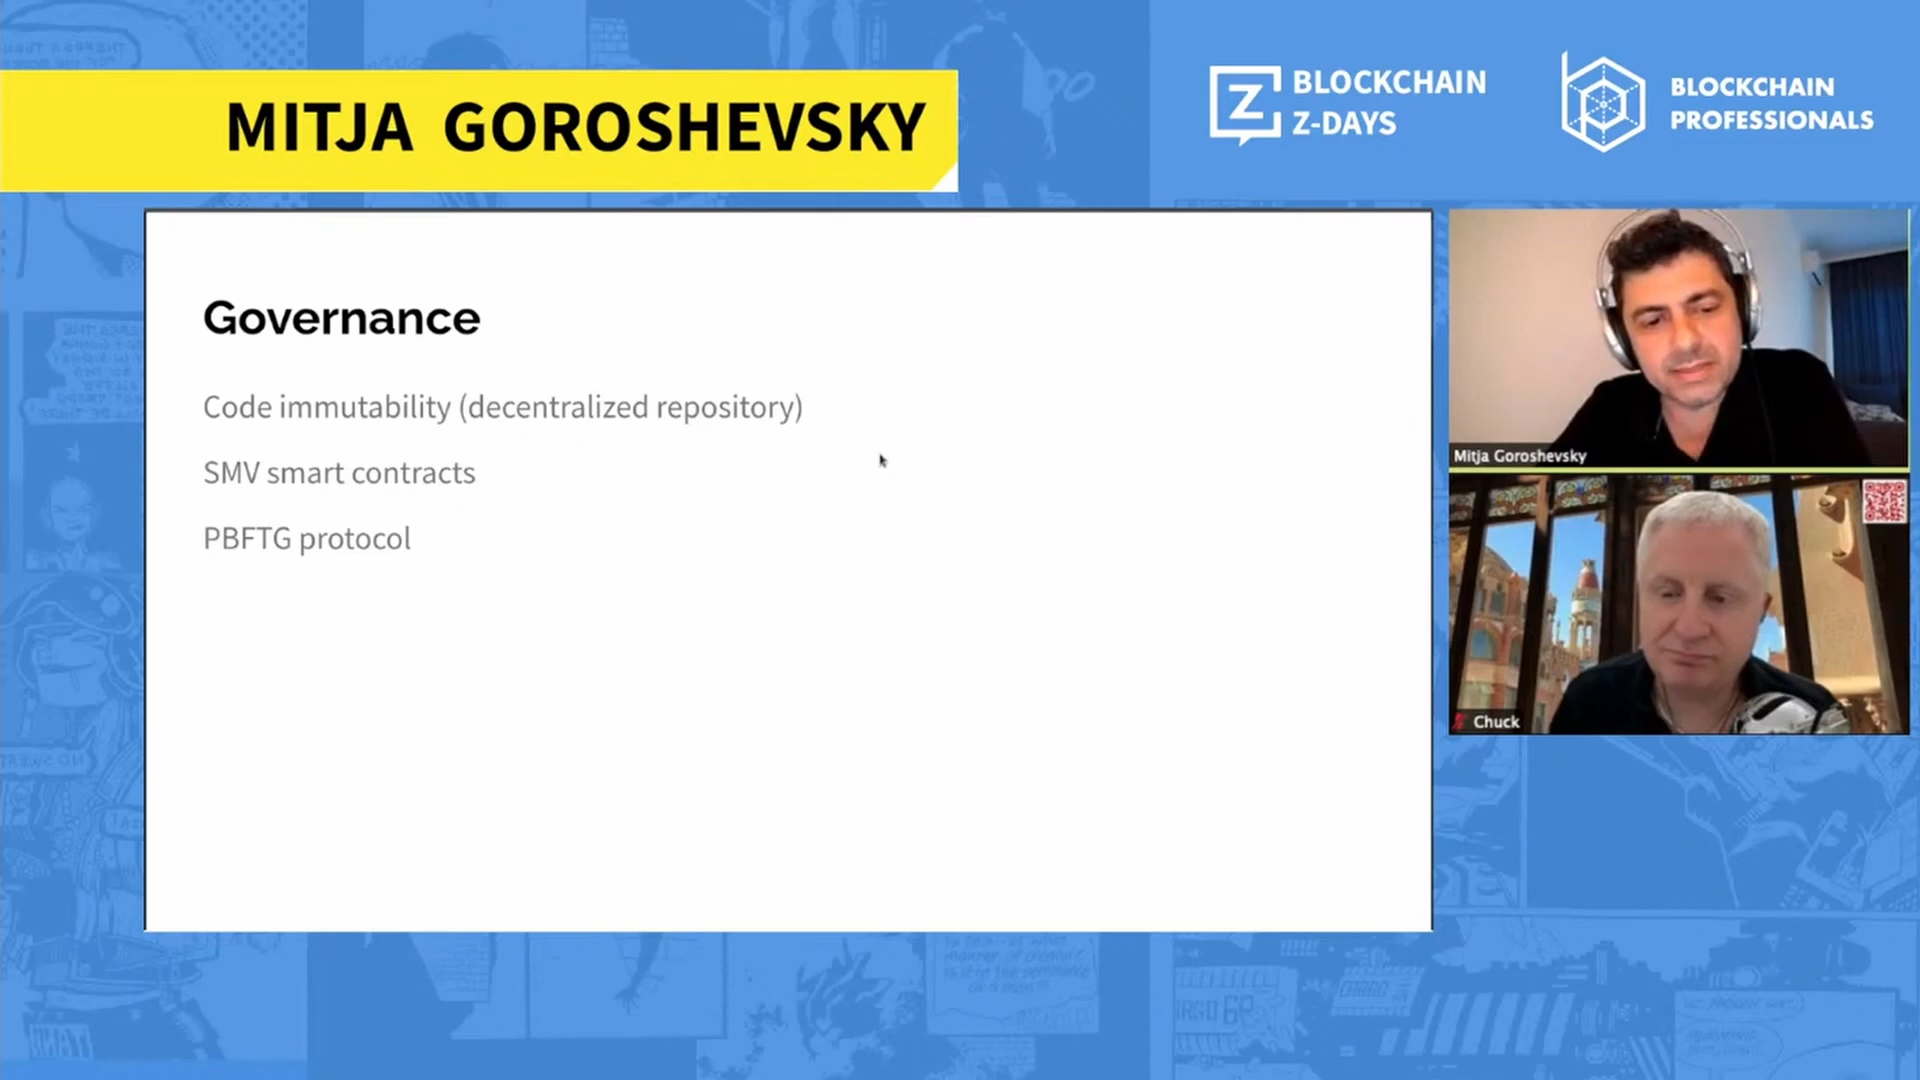 MITJA GOROSHEVSKY
BLOCKCHAIN
Z-DAYS
BLOCKCHAIN
PROFESSIONALS
Governance
Code immutability (decentralized repository)
SMV smart contracts
PBFTG protocol
Mitja Goroshevsky
Chuck